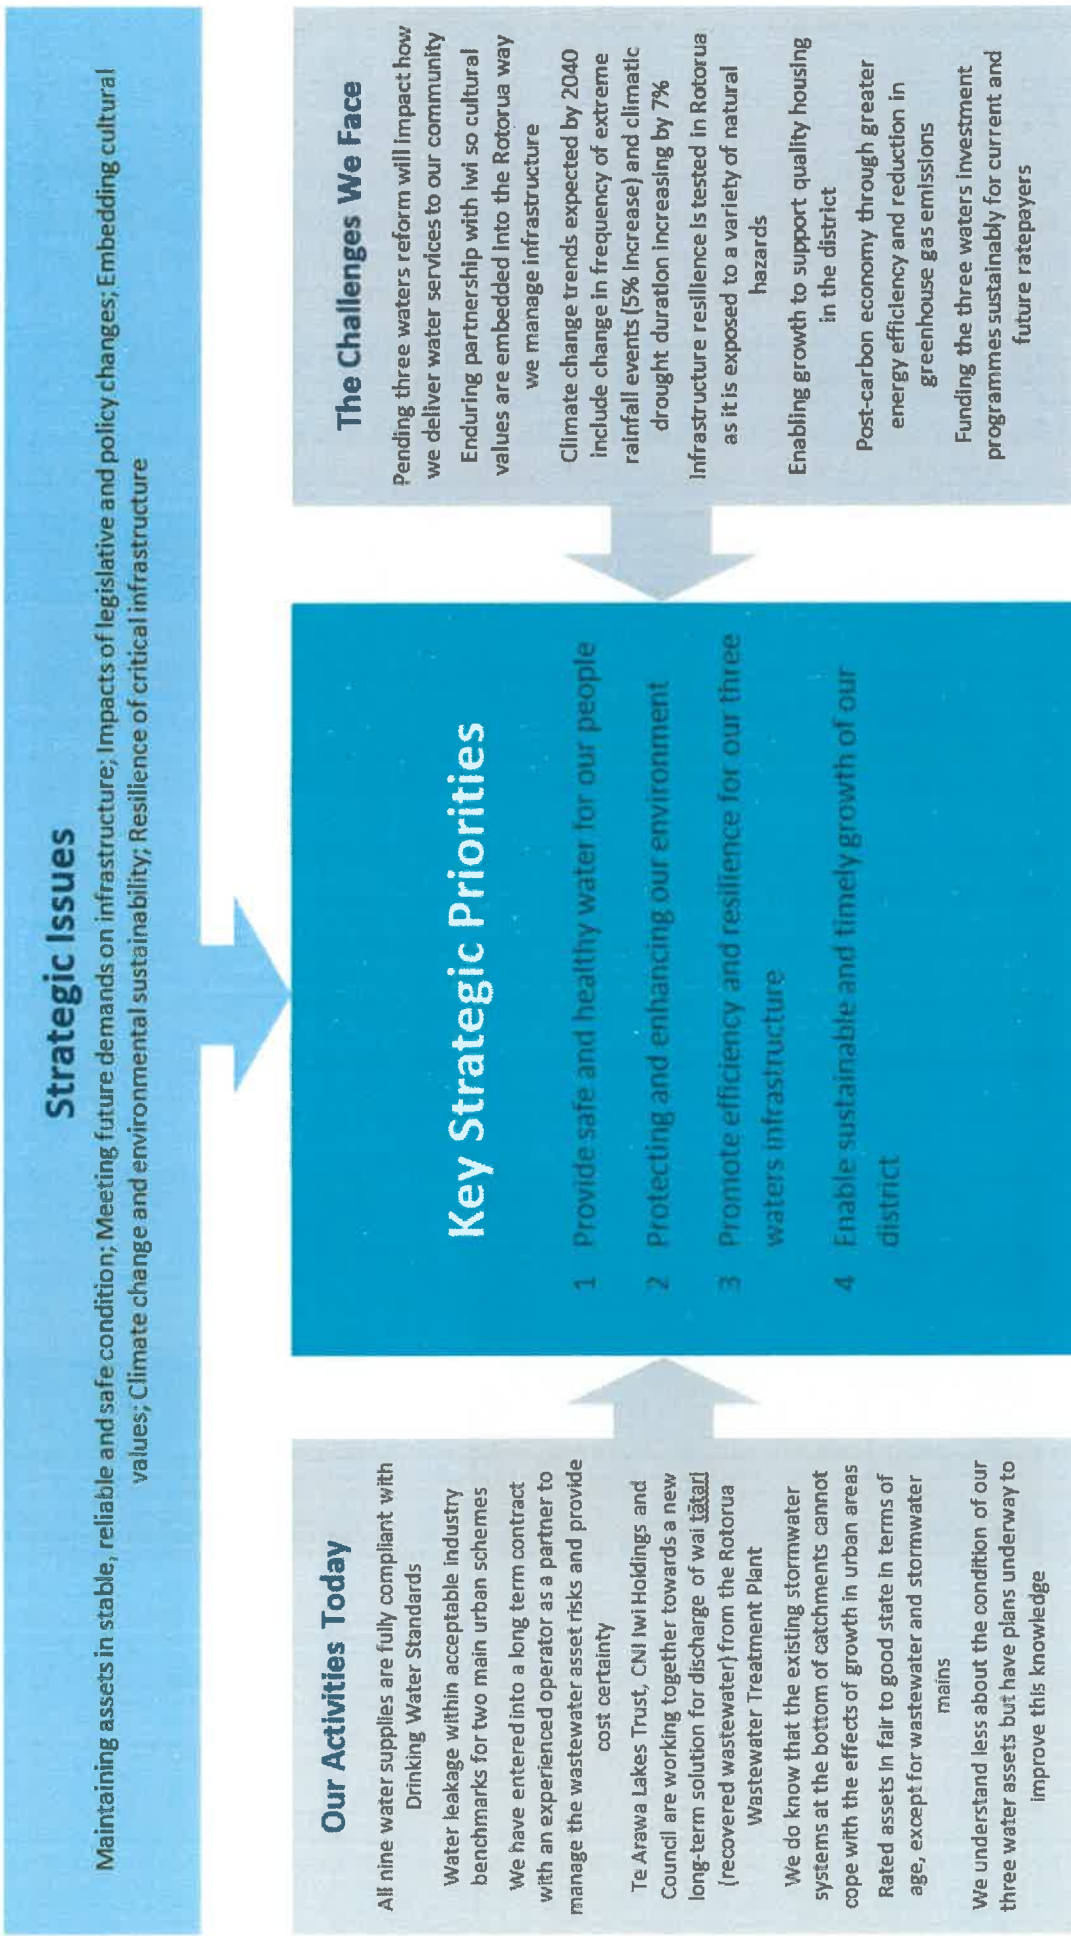 Strategic Issues
Maintaining assets in stable, reliable and safe condition; Meeting future demands on infrastructure; Impacts of legislative and policy changes; Embedding cultural
values; Climate change and environmental sustainability; Resilience of critical infrastructure
Our Activities Today
All nine water supplies are fully compliant with
Drinking Water Standards
Water leakage within acceptable industry
benchmarks for two main urban schemes
We have entered into a long term contract
with an experienced operator as a partner to
manage the wastewater asset risks and provide
cost certainty
Te Arawa Lakes Trust, CNI Iwi Holdings and
Council are working together towards a new
long-term solution for discharge of wai tātari
(recovered wastewater) from the Rotorua
Wastewater Treatment Plant
We do know that the existing stormwater
systems at the bottom of catchments cannot
cope with the effects of growth in urban areas
Rated assets in fair to good state in terms of
age, except for wastewater and stormwater
mains
We understand less about the condition of our
three water assets but have plans underway to
improve this knowledge
Key Strategic Priorities
1 Provide safe and healthy water for our people
2 Protecting and enhancing our environment
3 Promote efficiency and resilience for our three
waters infrastructure
4 Enable sustainable and timely growth of our
district
The Challenges We Face
Pending three waters reform will impact how
we deliver water services to our community
Enduring partnership with iwi so cultural
values are embedded into the Rotorua way
we manage infrastructure
Climate change trends expected by 2040
include change in frequency of extreme
rainfall events (5% increase) and climatic
drought duration increasing by 7%
Infrastructure resilience is tested in Rotorua
as it is exposed to a variety of natural
hazards
Enabling growth to support quality housing
in the district
Post-carbon economy through greater
energy efficiency and reduction in
greenhouse gas emissions
Funding the three waters investment
programmes sustainably for current and
future ratepayers